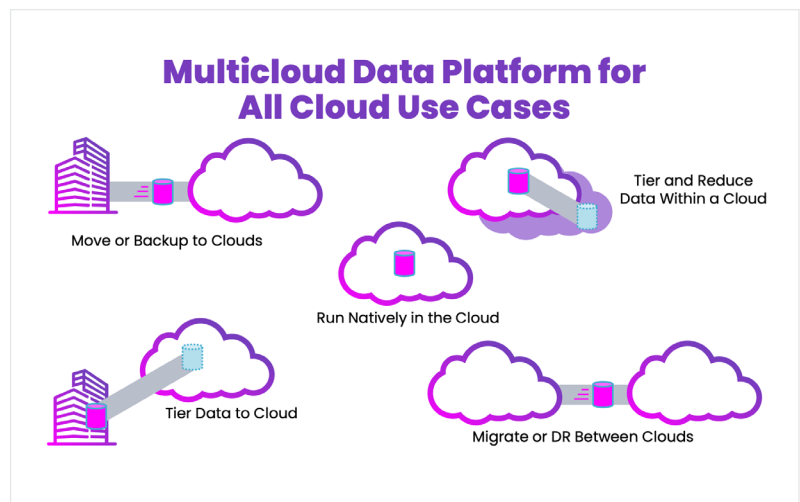 Multicloud Data Platform for
All Cloud Use Cases
Move or Backup to Clouds
Tier and Reduce
Data Within a Cloud
Run Natively in the Cloud
Tier Data to Cloud
Migrate or DR Between Clouds